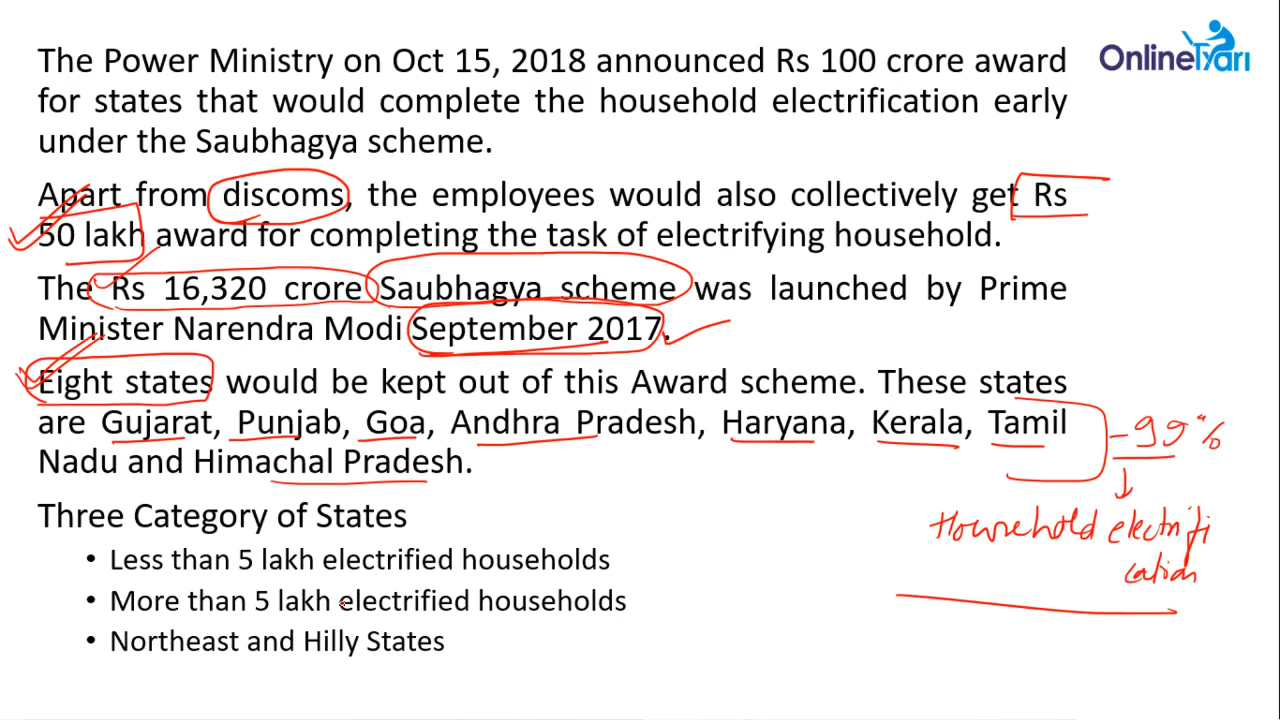 OnlineTyari
The Power Ministry on Oct 15, 2018 announced Rs 100 crore award
for states that would complete the household electrification early
under the Saubhagya scheme.
Apart from discoms, the employees would also collectively get Rs
50 lakh award for completing the task of electrifying household.
The Rs 16,320 crore Saubhagya scheme was launched by Prime
Minister Narendra Modi September 2017.
Eight states would be kept out of this Award scheme. These states
are Gujarat, Punjab, Goa, Andhra Pradesh, Haryana, Kerala, Tamil
Nadu and Himachal Pradesh.
– 99%
Household electrifi
cation
Three Category of States
• Less than 5 lakh electrified households
• More than 5 lakh electrified households
• Northeast and Hilly States